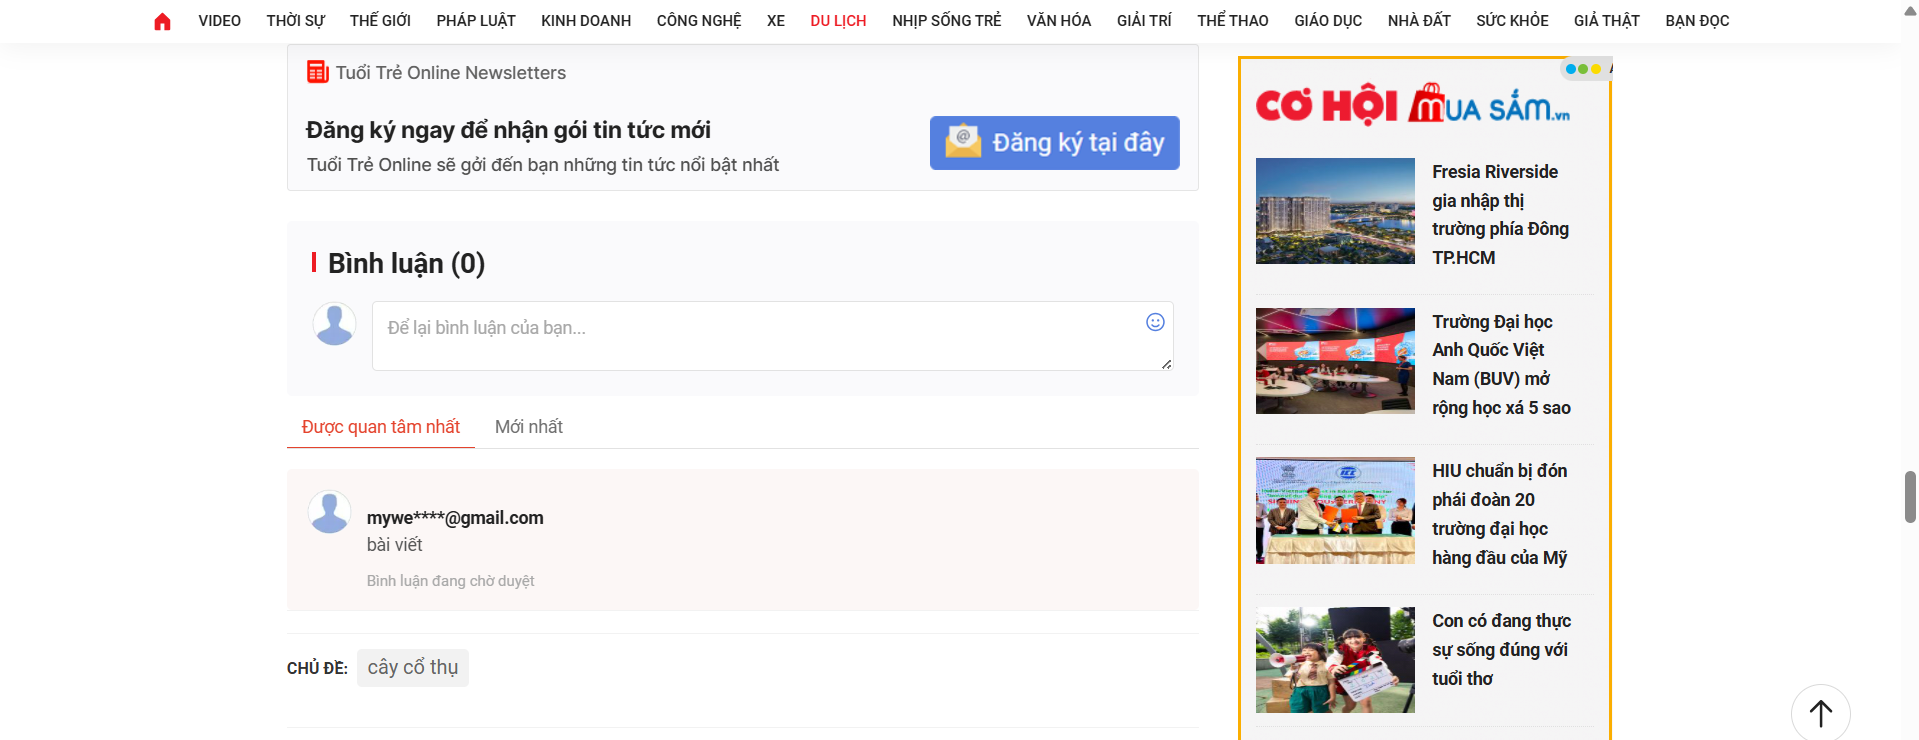 VIDEO THỜI SỰ THẾ GIỚI PHÁP LUẬT KINH DOANH CÔNG NGHỆ XE DU LỊCH NHỊP SỐNG TRẺ VĂN HÓA GIẢI TRÍ THỂ THAO GIÁO DỤC NHÀ ĐẤT SỨC KHỎE GIẢ THẬT BẠN ĐỌC
Tuổi Trẻ Online Newsletters
Đăng ký ngay để nhận gói tin tức mới
Tuổi Trẻ Online sẽ gởi đến bạn những tin tức nổi bật nhất
Đăng ký tại đây
Bình luận (0)
Để lại bình luận của bạn...
Được quan tâm nhất Mới nhất
mywe****@gmail.com
bài viết
Bình luận đang chờ duyệt
CHỦ ĐỀ: cây cổ thụ
CƠ HỘI MUA SẮM.vn
Fresia Riverside
gia nhập thị
trường phía Đông
TP.HCM
Trường Đại học
Anh Quốc Việt
Nam (BUV) mở
rộng học xá 5 sao
HIU chuẩn bị đón
phái đoàn 20
trường đại học
hàng đầu của Mỹ
Con có đang thực
sự sống đúng với
tuổi thơ